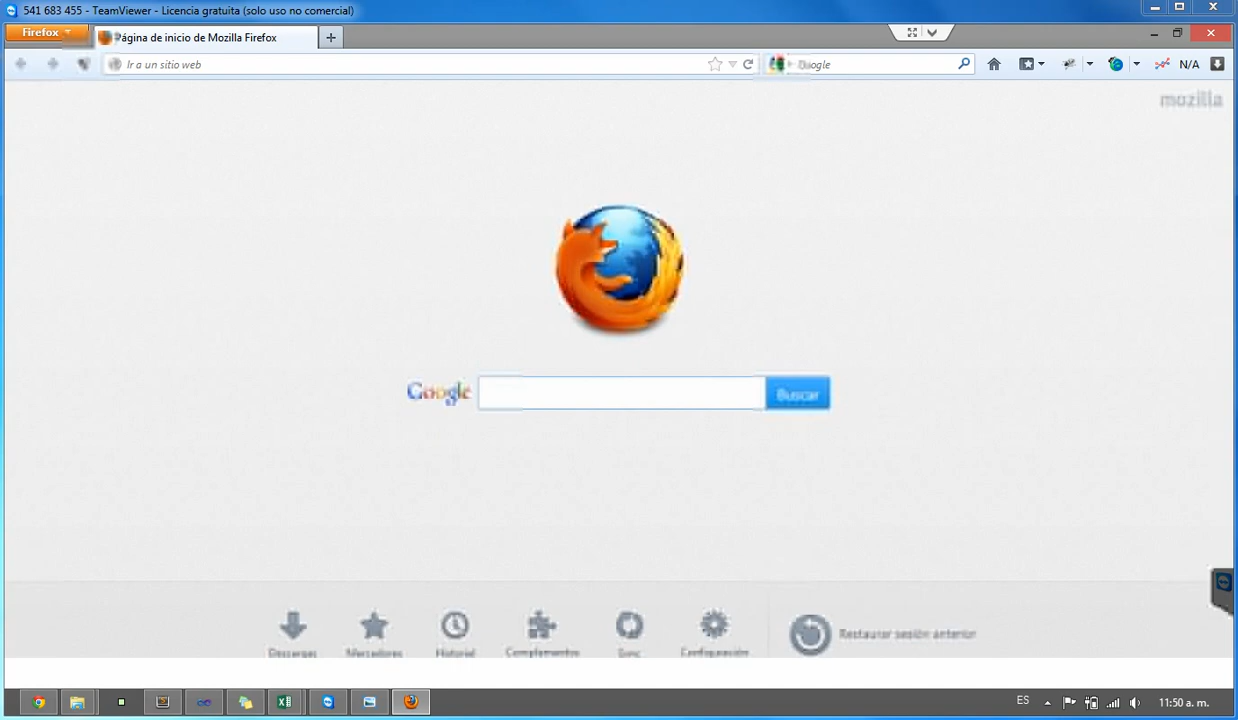 541 683 455 - TeamViewer - Licencia gratuita (solo uso no comercial)
Firefox
Página de inicio de Mozilla Firefox
Ir a un sitio web
Google
N/A
mozilla
Google
Buscar
Descargas
Marcadores
Historial
Complementos
Sync
Configuración
Restaurar sesión anterior
ES
11:50 a. m.